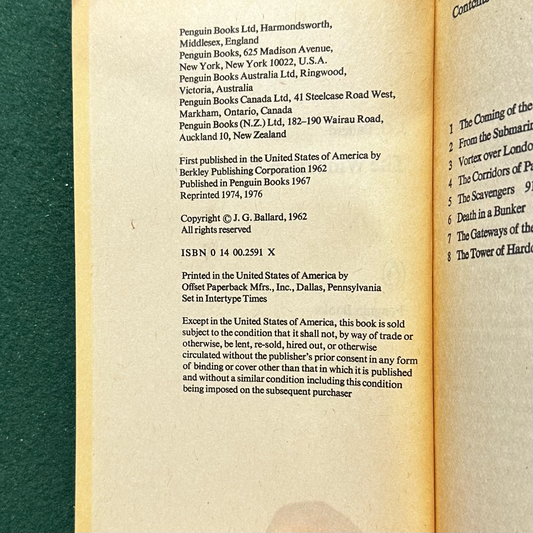 Penguin Books Ltd, Harmondsworth,
Middlesex, England
Penguin Books, 625 Madison Avenue,
New York, New York 10022, U.S.A.
Penguin Books Australia Ltd, Ringwood,
Victoria, Australia
Penguin Books Canada Ltd, 41 Steelcase Road West,
Markham, Ontario, Canada
Penguin Books (N.Z.) Ltd, 182–190 Wairau Road,
Auckland 10, New Zealand
First published in the United States of America by
Berkley Publishing Corporation 1962
Published in Penguin Books 1967
Reprinted 1974, 1976
Copyright © J. G. Ballard, 1962
All rights reserved
ISBN 0 14 00.2591 X
Printed in the United States of America by
Offset Paperback Mfrs., Inc., Dallas, Pennsylvania
Set in Intertype Times
Except in the United States of America, this book is sold
subject to the condition that it shall not, by way of trade or
otherwise, be lent, re-sold, hired out, or otherwise
circulated without the publisher's prior consent in any form
of binding or cover other than that in which it is published
and without a similar condition including this condition
being imposed on the subsequent purchaser
Contents
1 The Coming of the
2 From the Submarin
3 Vortex over Londo
4 The Corridors of Pa
5 The Scavengers 91
6 Death in a Bunker
7 The Gateways of the
8 The Tower of Hardo